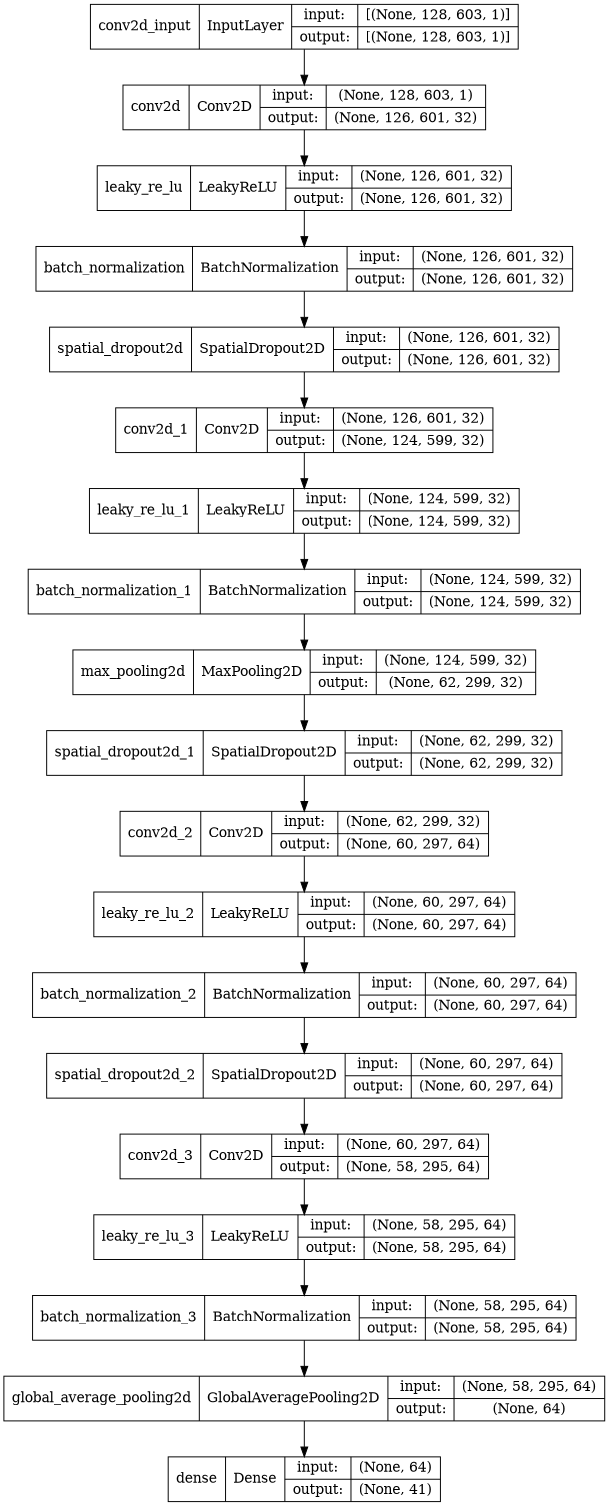 conv2d_input InputLayer input: [(None, 128, 603, 1)]
output: [(None, 128, 603, 1)]
conv2d Conv2D input: (None, 128, 603, 1)
output: (None, 126, 601, 32)
leaky_re_lu LeakyReLU input: (None, 126, 601, 32)
output: (None, 126, 601, 32)
batch_normalization BatchNormalization input: (None, 126, 601, 32)
output: (None, 126, 601, 32)
spatial_dropout2d SpatialDropout2D input: (None, 126, 601, 32)
output: (None, 126, 601, 32)
conv2d_1 Conv2D input: (None, 126, 601, 32)
output: (None, 124, 599, 32)
leaky_re_lu_1 LeakyReLU input: (None, 124, 599, 32)
output: (None, 124, 599, 32)
batch_normalization_1 BatchNormalization input: (None, 124, 599, 32)
output: (None, 124, 599, 32)
max_pooling2d MaxPooling2D input: (None, 124, 599, 32)
output: (None, 62, 299, 32)
spatial_dropout2d_1 SpatialDropout2D input: (None, 62, 299, 32)
output: (None, 62, 299, 32)
conv2d_2 Conv2D input: (None, 62, 299, 32)
output: (None, 60, 297, 64)
leaky_re_lu_2 LeakyReLU input: (None, 60, 297, 64)
output: (None, 60, 297, 64)
batch_normalization_2 BatchNormalization input: (None, 60, 297, 64)
output: (None, 60, 297, 64)
spatial_dropout2d_2 SpatialDropout2D input: (None, 60, 297, 64)
output: (None, 60, 297, 64)
conv2d_3 Conv2D input: (None, 60, 297, 64)
output: (None, 58, 295, 64)
leaky_re_lu_3 LeakyReLU input: (None, 58, 295, 64)
output: (None, 58, 295, 64)
batch_normalization_3 BatchNormalization input: (None, 58, 295, 64)
output: (None, 58, 295, 64)
global_average_pooling2d GlobalAveragePooling2D input: (None, 58, 295, 64)
output: (None, 64)
dense Dense input: (None, 64)
output: (None, 41)